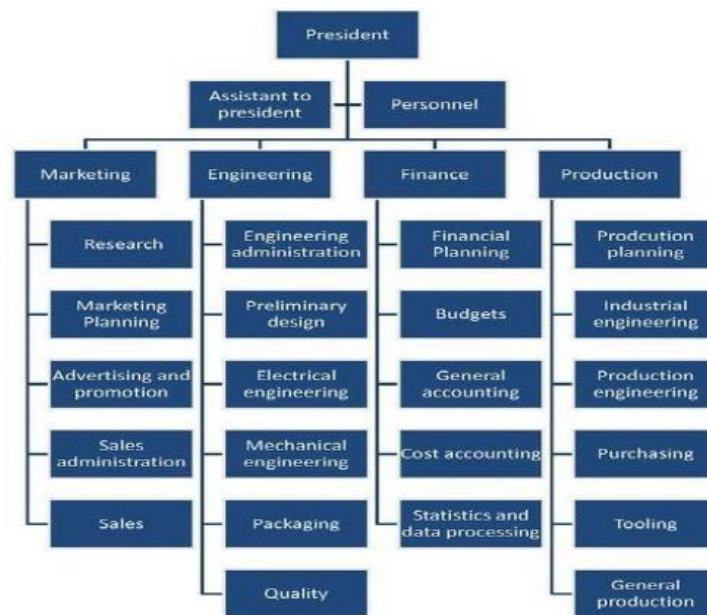 President
Assistant to
president
Personnel
Marketing
Engineering
Finance
Production
Research
Engineering
administration
Financial
Planning
Prodcution
planning
Marketing
Planning
Preliminary
design
Budgets
Industrial
engineering
Advertising and
promotion
Electrical
engineering
General
accounting
Production
engineering
Sales
administration
Mechanical
engineering
Cost accounting
Purchasing
Sales
Packaging
Statistics and
data processing
Tooling
Quality
General
production